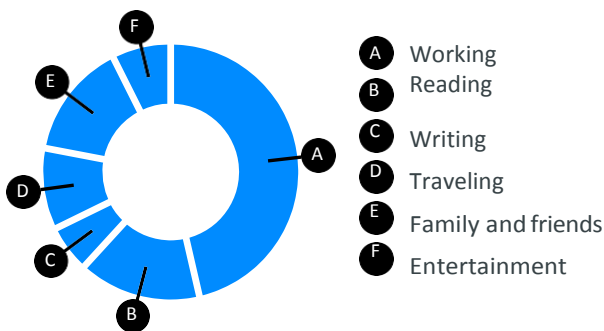 F
E
A
D
C
B
A Working
B Reading
C Writing
D Traveling
E Family and friends
F Entertainment